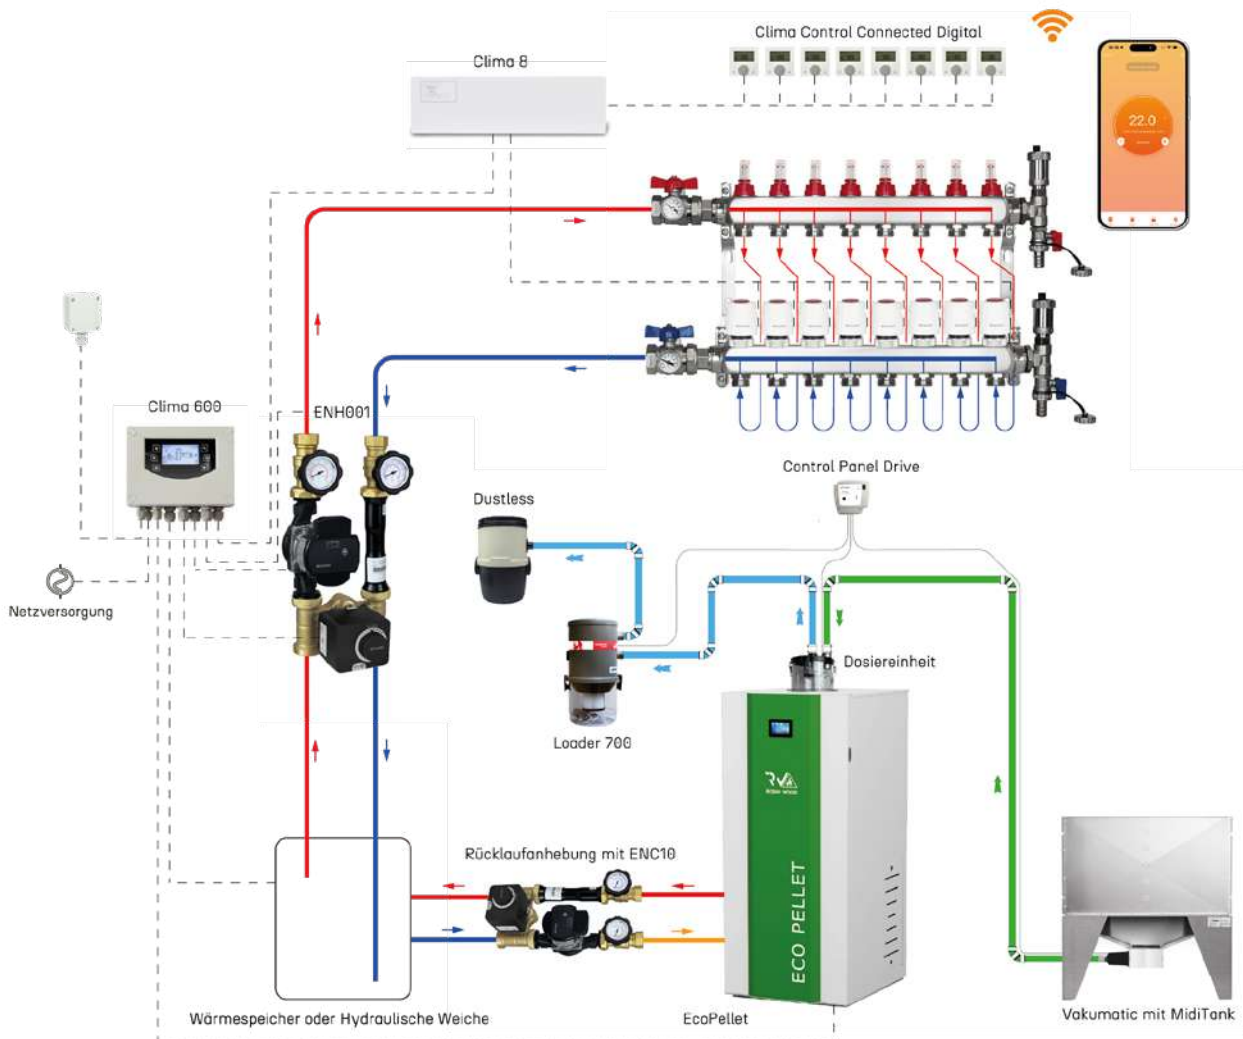 Clima Control Connected Digital
Clima 8
22.0
Clima 600
ENH001
Control Panel Drive
Dustless
Netzversorgung
Dosiereinheit
Loader 700
RVA
ECO PELLET
Rücklaufanhebung mit ENC10
Wärmespeicher oder Hydraulische Weiche
EcoPellet
Vakumatic mit MidiTank